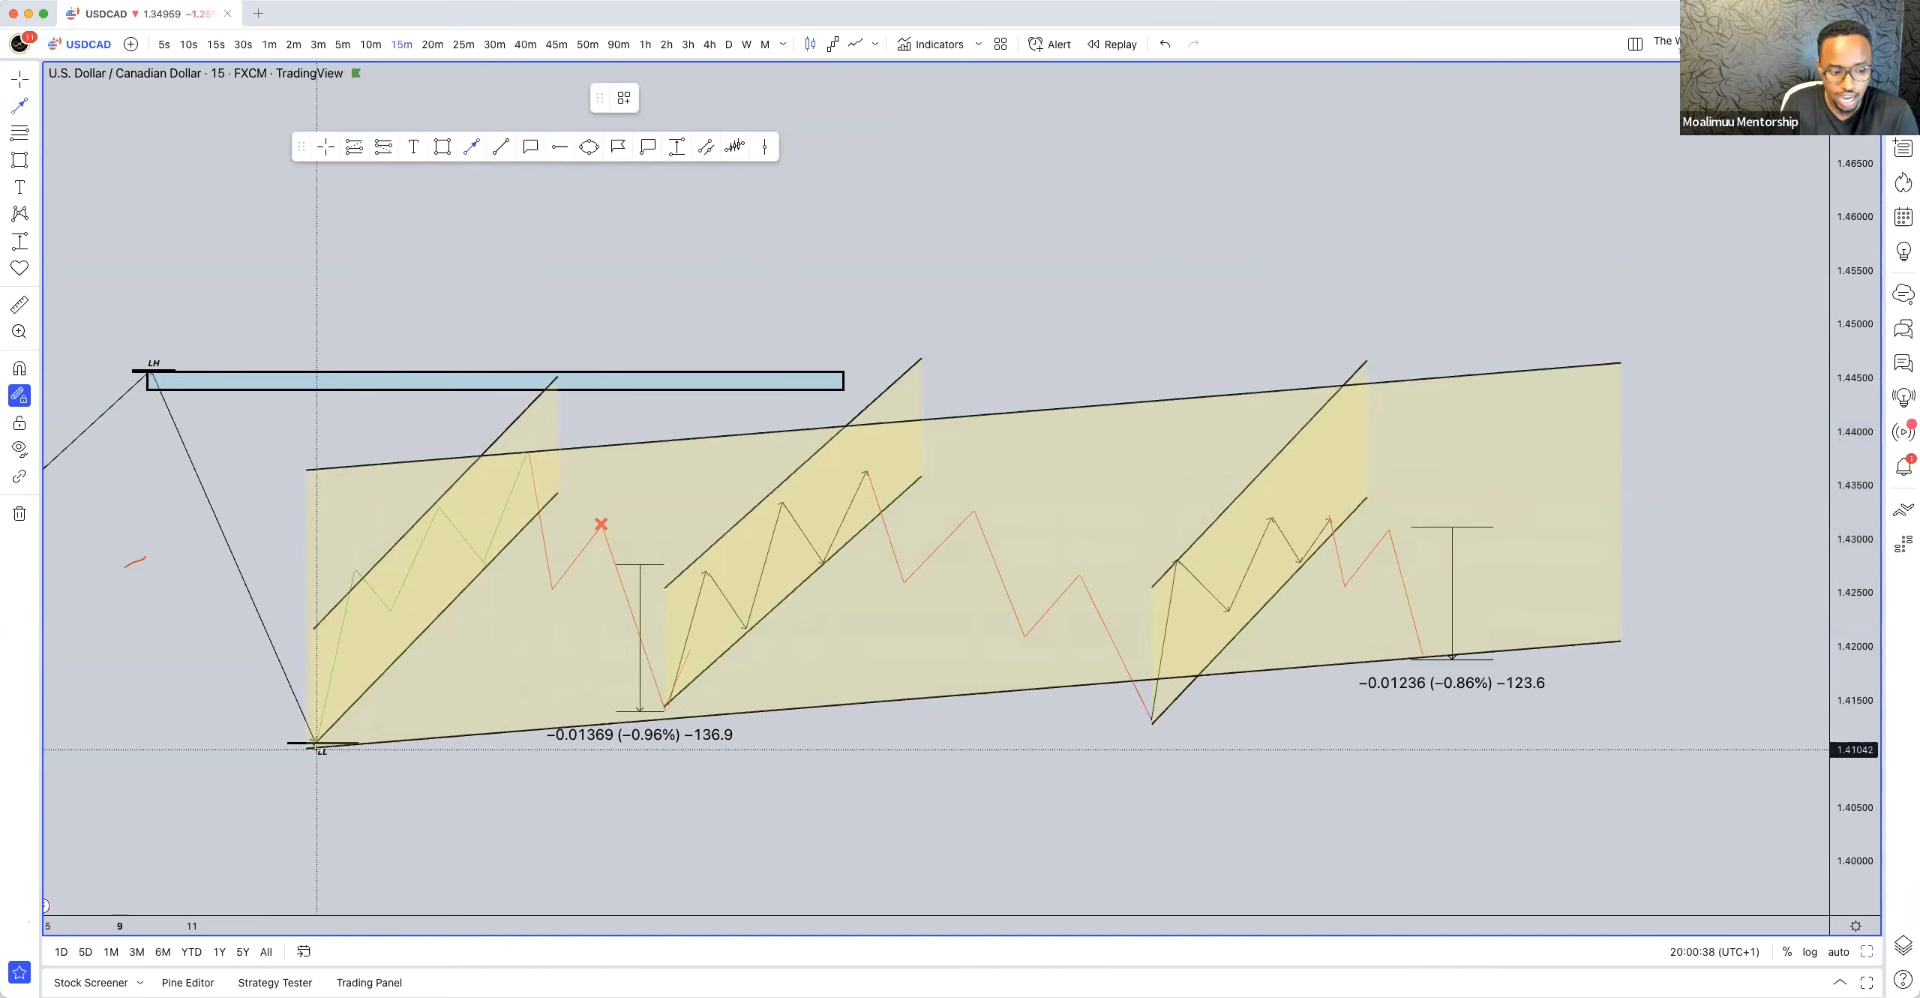 USDCAD ▼ 1.34959 −1.25%
11
USDCAD 5s 10s 15s 30s 1m 2m 3m 5m 10m 15m 20m 25m 30m 40m 45m 50m 90m 1h 2h 3h 4h D W M Indicators Alert Replay The
U.S. Dollar / Canadian Dollar · 15 · FXCM · TradingView
Moalimuu Mentorship
1.46500
1.46000
1.45500
1.45000
1.44500
1.44000
1.43500
1.43000
1.42500
1.42000
1.41500
1.41042
1.40500
1.40000
LH
LL
−0.01369 (−0.96%) −136.9
−0.01236 (−0.86%) −123.6
1
5 9 11
1D 5D 1M 3M 6M YTD 1Y 5Y All
20:00:38 (UTC+1) % log auto
Stock Screener Pine Editor Strategy Tester Trading Panel